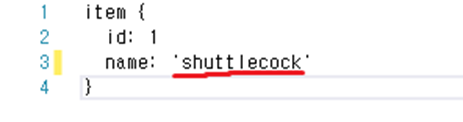 1 item {
2 id: 1
3 name: 'shuttlecock'
4 }